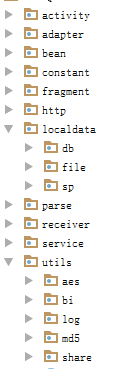 activity
adapter
bean
constant
fragment
http
localdata
db
file
sp
parse
receiver
service
utils
aes
bi
log
md5
share